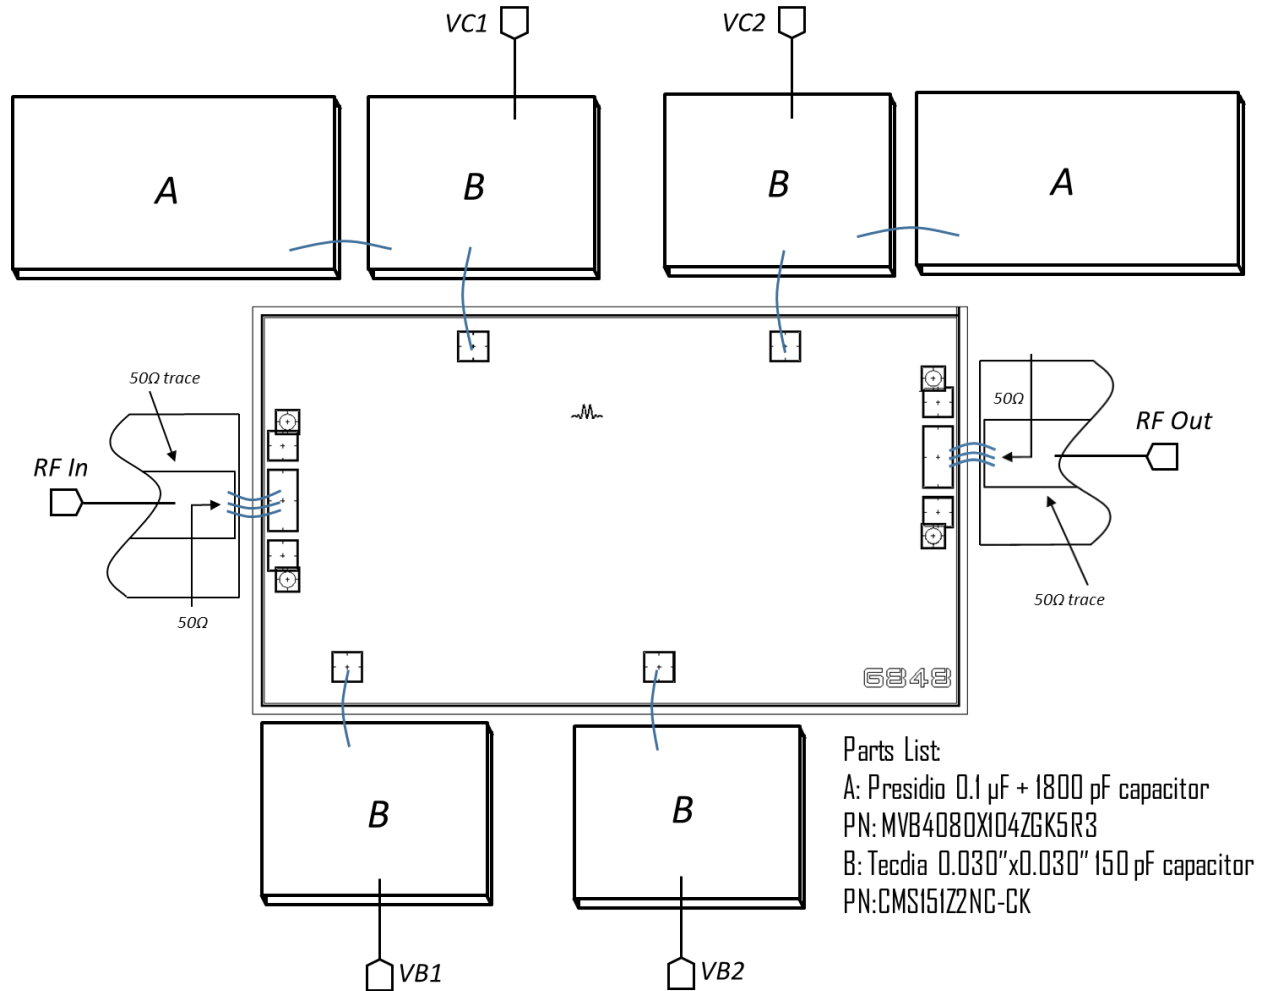 VC1
VC2
A
B
B
A
50Ω trace
50Ω
RF Out
RF In
50Ω
50Ω trace
6848
B
B
Parts List:
A: Presidio 0.1 µF + 1800 pF capacitor
PN: MVB4080X104ZGK5R3
B: Tecdia 0.030"x0.030" 150 pF capacitor
PN:CMS151Z2NC-CK
VB1
VB2